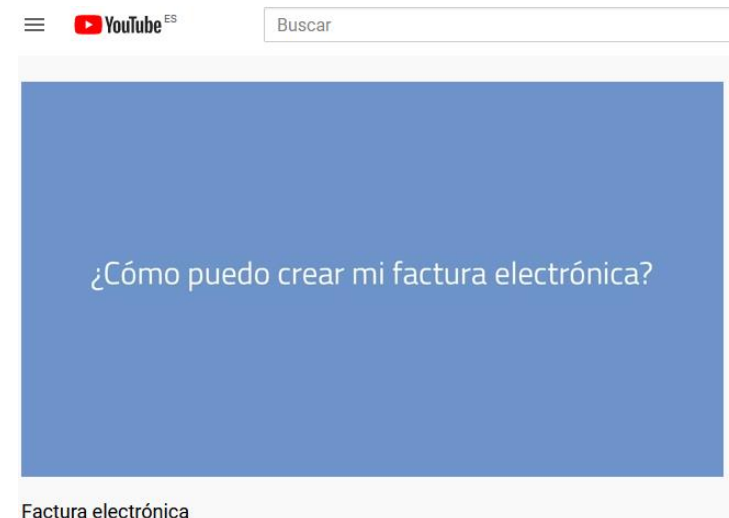 YouTube ES
Buscar
¿Cómo puedo crear mi factura electrónica?
Factura electrónica